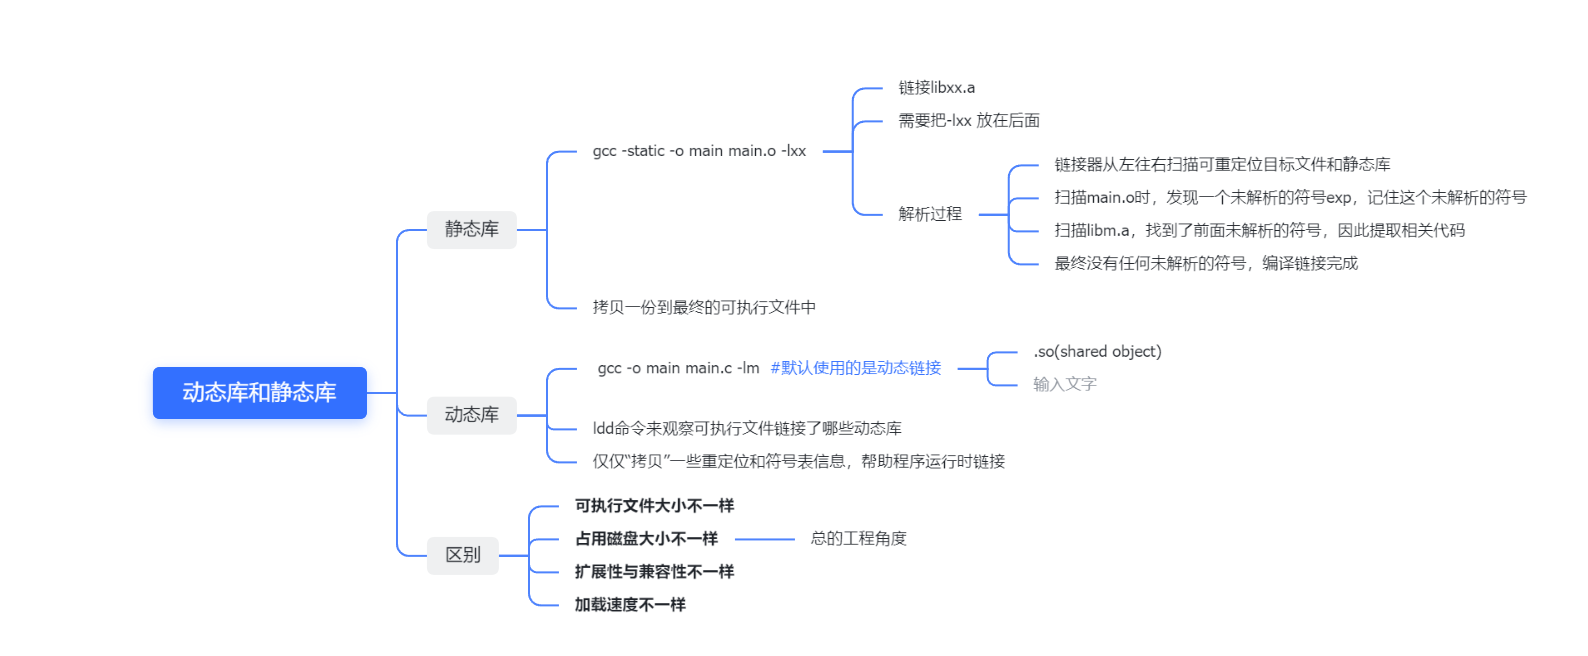 动态库和静态库
静态库
gcc -static -o main main.o -lxx
链接libxx.a
需要把-lxx 放在后面
解析过程
链接器从左往右扫描可重定位目标文件和静态库
扫描main.o时，发现一个未解析的符号exp，记住这个未解析的符号
扫描libm.a，找到了前面未解析的符号，因此提取相关代码
最终没有任何未解析的符号，编译链接完成
拷贝一份到最终的可执行文件中
动态库
gcc -o main main.c -lm #默认使用的是动态链接
.so(shared object)
输入文字
ldd命令来观察可执行文件链接了哪些动态库
仅仅“拷贝”一些重定位和符号表信息，帮助程序运行时链接
区别
可执行文件大小不一样
占用磁盘大小不一样
总的工程角度
扩展性与兼容性不一样
加载速度不一样